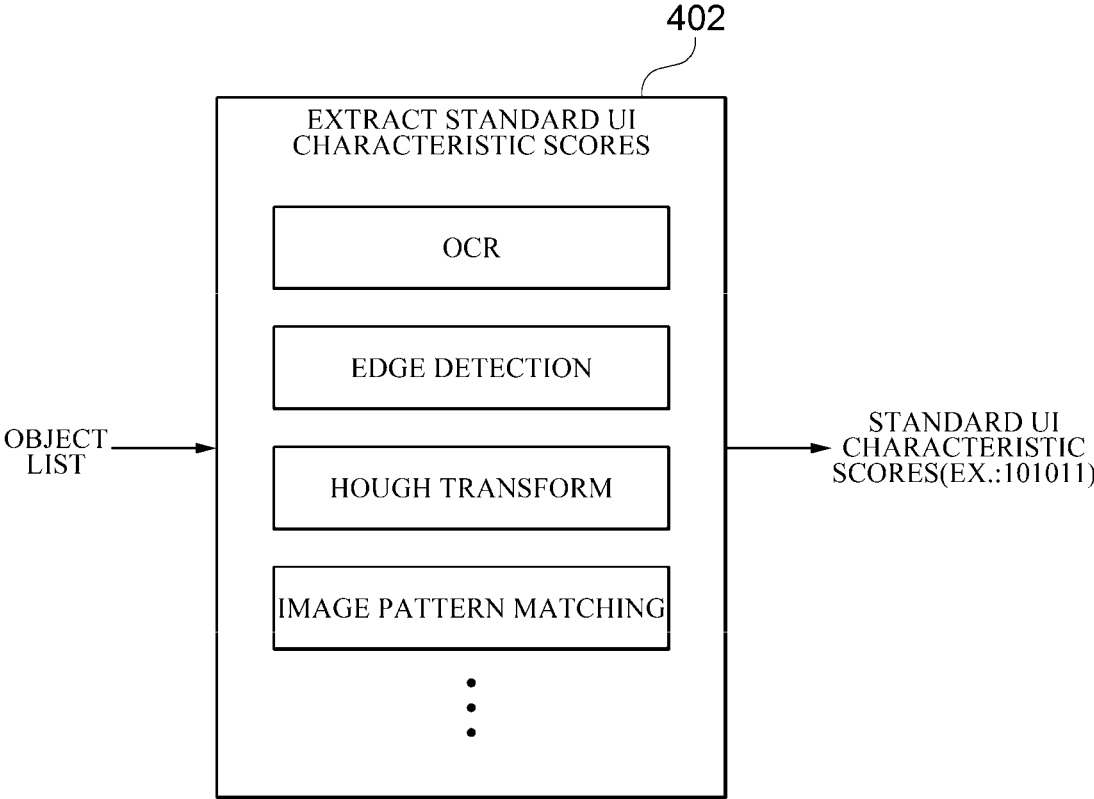 402
EXTRACT STANDARD UI
CHARACTERISTIC SCORES
OCR
EDGE DETECTION
OBJECT
LIST
HOUGH TRANSFORM
IMAGE PATTERN MATCHING
STANDARD UI
CHARACTERISTIC
SCORES(EX.:101011)